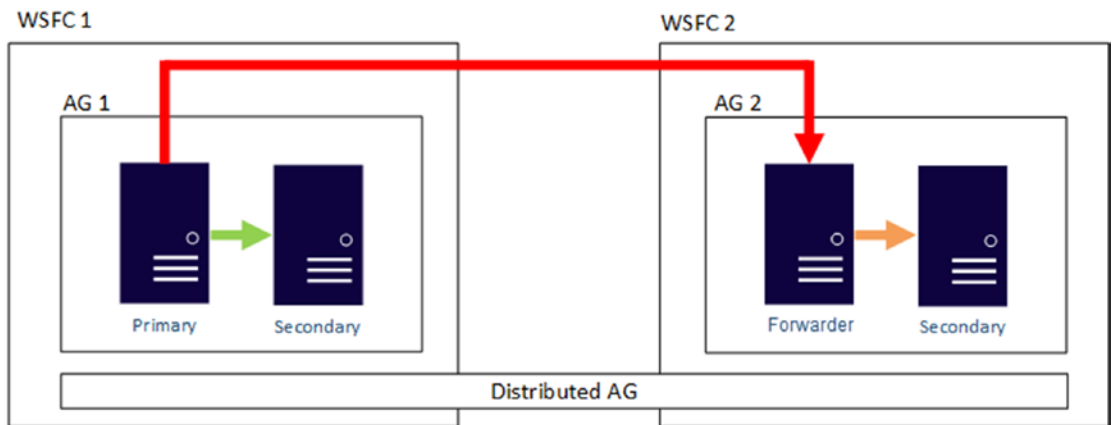 WSFC 1
WSFC 2
AG 1
AG 2
Primary
Secondary
Forwarder
Secondary
Distributed AG